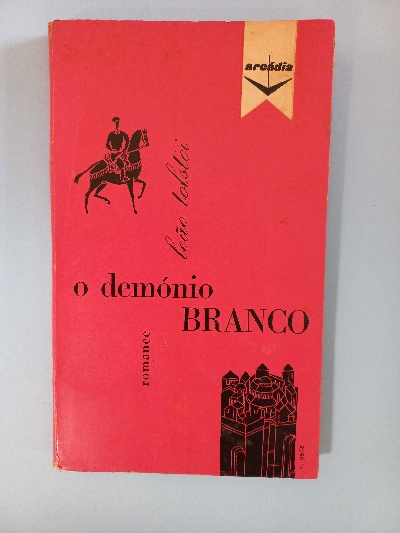 arcádia
leão tolstoi
o demónio
BRANCO
romance